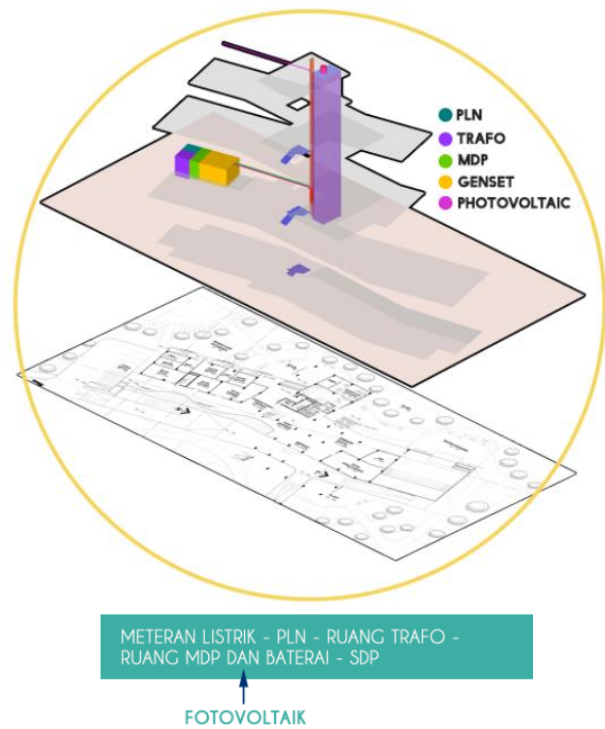 PLN
TRAFO
MDP
GENSET
PHOTOVOLTAIC
METERAN LISTRIK - PLN - RUANG TRAFO -
RUANG MDP DAN BATERAI - SDP
FOTOVOLTAIK